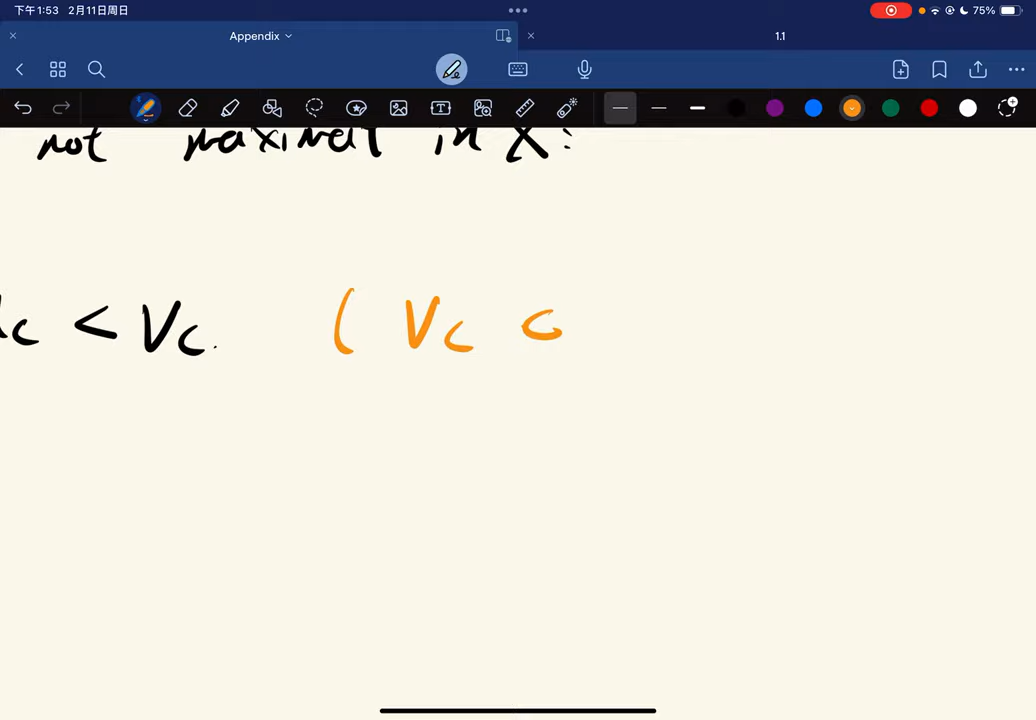 下午1:53 2月11日周日
75%
Appendix
1.1
not maximal in X :
c < Vc. ( Vc c